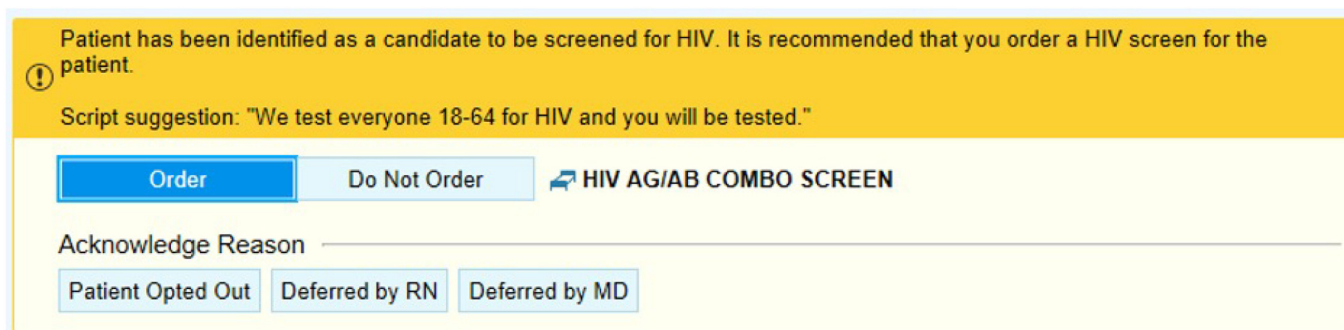 Patient has been identified as a candidate to be screened for HIV. It is recommended that you order a HIV screen for the
patient.
Script suggestion: "We test everyone 18-64 for HIV and you will be tested."
Order Do Not Order HIV AG/AB COMBO SCREEN
Acknowledge Reason
Patient Opted Out Deferred by RN Deferred by MD